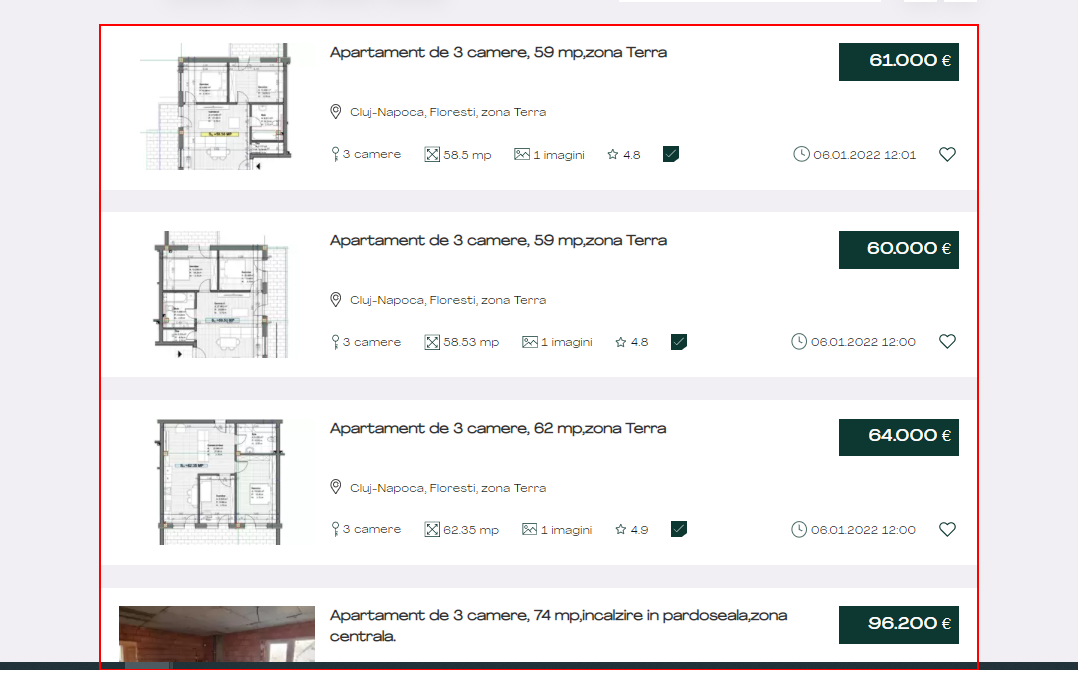 Apartament de 3 camere, 59 mp,zona Terra
61.000 €
Cluj-Napoca, Floresti, zona Terra
3 camere 58.5 mp 1 imagini 4.8 06.01.2022 12:01
Apartament de 3 camere, 59 mp,zona Terra
60.000 €
Cluj-Napoca, Floresti, zona Terra
3 camere 58.53 mp 1 imagini 4.8 06.01.2022 12:00
Apartament de 3 camere, 62 mp,zona Terra
64.000 €
Cluj-Napoca, Floresti, zona Terra
3 camere 62.35 mp 1 imagini 4.9 06.01.2022 12:00
Apartament de 3 camere, 74 mp,incalzire in pardoseala,zona
centrala.
96.200 €